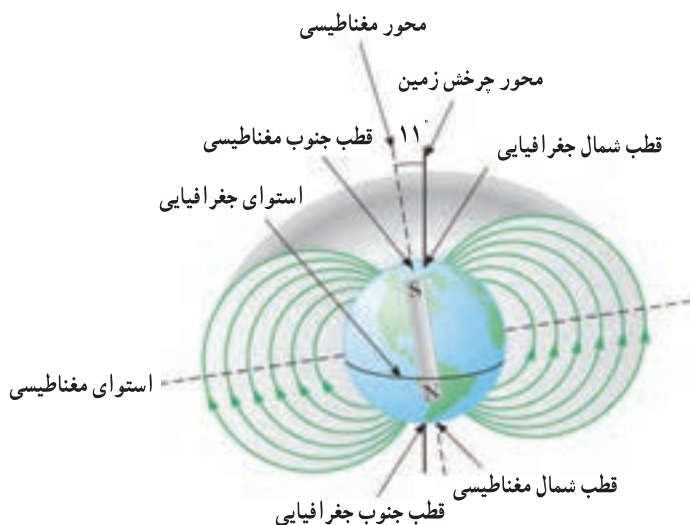 محور مغناطیسی
محور چرخش زمین
۱۱°
قطب جنوب مغناطیسی
قطب شمال جغرافیایی
استوای جغرافیایی
S
استوای مغناطیسی
N
قطب شمال مغناطیسی
قطب جنوب جغرافیایی